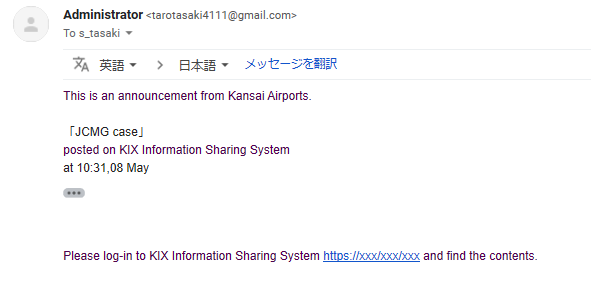 Administrator <tarotasaki4111@gmail.com>
To s_tasaki
英語 > 日本語 メッセージを翻訳
This is an announcement from Kansai Airports.
「JCMG case」
posted on KIX Information Sharing System
at 10:31,08 May
Please log-in to KIX Information Sharing System https://xxx/xxx/xxx and find the contents.